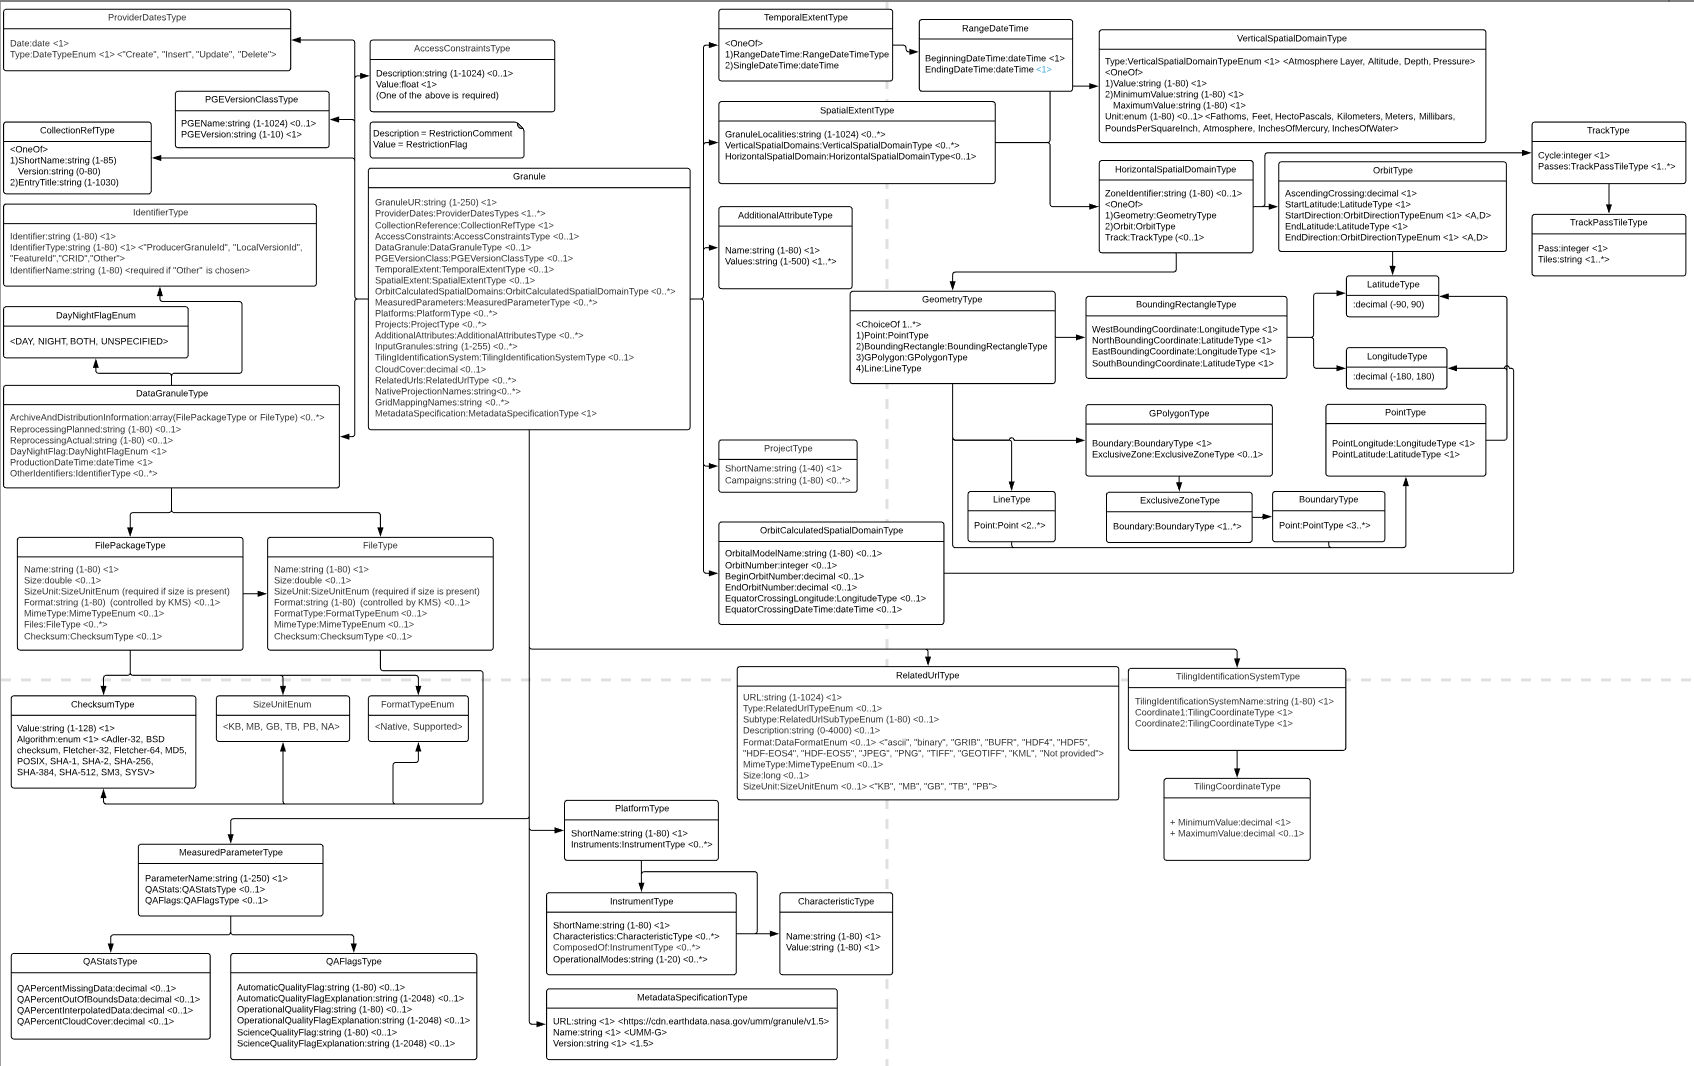 ProviderDatesType
Date:date <1>
Type:DateTypeEnum <1> <"Create", "Insert", "Update", "Delete">
AccessConstraintsType
Description:string (1-1024) <0..1>
Value:float <1>
(One of the above is required)
PGEVersionClassType
PGEName:string (1-1024) <0..1>
PGEVersion:string (1-10) <1>
Description = RestrictionComment
Value = RestrictionFlag
CollectionRefType
<OneOf>
1)ShortName:string (1-85)
Version:string (0-80)
2)EntryTitle:string (1-1030)
IdentifierType
Identifier:string (1-80) <1>
IdentifierType:string (1-80) <1> <"ProducerGranuleId", "LocalVersionId",
"FeatureId","CRID","Other">
IdentifierName:string (1-80) <required if "Other" is chosen>
DayNightFlagEnum
<DAY, NIGHT, BOTH, UNSPECIFIED>
Granule
GranuleUR:string (1-250) <1>
ProviderDates:ProviderDatesTypes <1..*>
CollectionReference:CollectionRefType <1>
AccessConstraints:AccessConstraintsType <0..1>
DataGranule:DataGranuleType <0..1>
PGEVersionClass:PGEVersionClassType <0..1>
TemporalExtent:TemporalExtentType <0..1>
SpatialExtent:SpatialExtentType <0..1>
OrbitCalculatedSpatialDomains:OrbitCalculatedSpatialDomainType <0..*>
MeasuredParameters:MeasuredParameterType <0..*>
Platforms:PlatformType <0..*>
Projects:ProjectType <0..*>
AdditionalAttributes:AdditionalAttributesType <0..*>
InputGranules:string (1-255) <0..*>
TilingIdentificationSystem:TilingIdentificationSystemType <0..1>
CloudCover:decimal <0..1>
RelatedUrls:RelatedUrlType <0..*>
NativeProjectionNames:string<0..*>
GridMappingNames:string <0..*>
MetadataSpecification:MetadataSpecificationType <1>
DataGranuleType
ArchiveAndDistributionInformation:array(FilePackageType or FileType) <0..*>
ReprocessingPlanned:string (1-80) <0..1>
ReprocessingActual:string (1-80) <0..1>
DayNightFlag:DayNightFlagEnum <1>
ProductionDateTime:dateTime <1>
OtherIdentifiers:IdentifierType <0..*>
FilePackageType
Name:string (1-80) <1>
Size:double <0..1>
SizeUnit:SizeUnitEnum (required if size is present)
Format:string (1-80)  (controlled by KMS) <0..1>
MimeType:MimeTypeEnum <0..1>
Files:FileType <0..*>
Checksum:ChecksumType <0..1>
FileType
Name:string (1-80) <1>
Size:double <0..1>
SizeUnit:SizeUnitEnum (required if size is present)
Format:string (1-80)  (controlled by KMS) <0..1>
FormatType:FormatTypeEnum <0..1>
MimeType:MimeTypeEnum <0..1>
Checksum:ChecksumType <0..1>
ChecksumType
Value:string (1-128) <1>
Algorithm:enum <1> <Adler-32, BSD
checksum, Fletcher-32, Fletcher-64, MD5,
POSIX, SHA-1, SHA-2, SHA-256,
SHA-384, SHA-512, SM3, SYSV>
SizeUnitEnum
<KB, MB, GB, TB, PB, NA>
FormatTypeEnum
<Native, Supported>
MeasuredParameterType
ParameterName:string (1-250) <1>
QAStats:QAStatsType <0..1>
QAFlags:QAFlagsType <0..1>
QAStatsType
QAPercentMissingData:decimal <0..1>
QAPercentOutOfBoundsData:decimal <0..1>
QAPercentInterpolatedData:decimal <0..1>
QAPercentCloudCover:decimal <0..1>
QAFlagsType
AutomaticQualityFlag:string (1-80) <0..1>
AutomaticQualityFlagExplanation:string (1-2048) <0..1>
OperationalQualityFlag:string (1-80) <0..1>
OperationalQualityFlagExplanation:string (1-2048) <0..1>
ScienceQualityFlag:string (1-80) <0..1>
ScienceQualityFlagExplanation:string (1-2048) <0..1>
TemporalExtentType
<OneOf>
1)RangeDateTime:RangeDateTimeType
2)SingleDateTime:dateTime
RangeDateTime
BeginningDateTime:dateTime <1>
EndingDateTime:dateTime <1>
VerticalSpatialDomainType
Type:VerticalSpatialDomainTypeEnum <1> <Atmosphere Layer, Altitude, Depth, Pressure>
<OneOf>
1)Value:string (1-80) <1>
2)MinimumValue:string (1-80) <1>
MaximumValue:string (1-80) <1>
Unit:enum (1-80) <0..1> <Fathoms, Feet, HectoPascals, Kilometers, Meters, Millibars,
PoundsPerSquareInch, Atmosphere, InchesOfMercury, InchesOfWater>
SpatialExtentType
GranuleLocalities:string (1-1024) <0..*>
VerticalSpatialDomains:VerticalSpatialDomainType <0..*>
HorizontalSpatialDomain:HorizontalSpatialDomainType<0..1>
TrackType
Cycle:integer <1>
Passes:TrackPassTileType <1..*>
HorizontalSpatialDomainType
ZoneIdentifier:string (1-80) <0..1>
<OneOf>
1)Geometry:GeometryType
2)Orbit:OrbitType
Track:TrackType (<0..1>
OrbitType
AscendingCrossing:decimal <1>
StartLatitude:LatitudeType <1>
StartDirection:OrbitDirectionTypeEnum <1> <A,D>
EndLatitude:LatitudeType <1>
EndDirection:OrbitDirectionTypeEnum <1> <A,D>
TrackPassTileType
Pass:integer <1>
Tiles:string <1..*>
AdditionalAttributeType
Name:string (1-80) <1>
Values:string (1-500) <1..*>
GeometryType
<ChoiceOf 1..*>
1)Point:PointType
2)BoundingRectangle:BoundingRectangleType
3)GPolygon:GPolygonType
4)Line:LineType
BoundingRectangleType
WestBoundingCoordinate:LongitudeType <1>
NorthBoundingCoordinate:LatitudeType <1>
EastBoundingCoordinate:LongitudeType <1>
SouthBoundingCoordinate:LatitudeType <1>
LatitudeType
:decimal (-90, 90)
LongitudeType
:decimal (-180, 180)
GPolygonType
Boundary:BoundaryType <1>
ExclusiveZone:ExclusiveZoneType <0..1>
PointType
PointLongitude:LongitudeType <1>
PointLatitude:LatitudeType <1>
ProjectType
ShortName:string (1-40) <1>
Campaigns:string (1-80) <0..*>
LineType
Point:Point <2..*>
ExclusiveZoneType
Boundary:BoundaryType <1..*>
BoundaryType
Point:PointType <3..*>
OrbitCalculatedSpatialDomainType
OrbitalModelName:string (1-80) <0..1>
OrbitNumber:integer <0..1>
BeginOrbitNumber:decimal <0..1>
EndOrbitNumber:decimal <0..1>
EquatorCrossingLongitude:LongitudeType <0..1>
EquatorCrossingDateTime:dateTime <0..1>
RelatedUrlType
URL:string (1-1024) <1>
Type:RelatedUrlTypeEnum <0..1>
Subtype:RelatedUrlSubTypeEnum (1-80) <0..1>
Description:string (0-4000) <0..1>
Format:DataFormatEnum <0..1> <"ascii", "binary", "GRIB", "BUFR", "HDF4", "HDF5",
"HDF-EOS4", "HDF-EOS5", "JPEG", "PNG", "TIFF", "GEOTIFF", "KML", "Not provided">
MimeType:MimeTypeEnum <0..1>
Size:long <0..1>
SizeUnit:SizeUnitEnum <0..1> <"KB", "MB", "GB", "TB", "PB">
TilingIdentificationSystemType
TilingIdentificationSystemName:string (1-80) <1>
Coordinate1:TilingCoordinateType <1>
Coordinate2:TilingCoordinateType <1>
TilingCoordinateType
+ MinimumValue:decimal <1>
+ MaximumValue:decimal <0..1>
PlatformType
ShortName:string (1-80) <1>
Instruments:InstrumentType <0..*>
InstrumentType
ShortName:string (1-80) <1>
Characteristics:CharacteristicType <0..*>
ComposedOf:InstrumentType <0..*>
OperationalModes:string (1-20) <0..*>
CharacteristicType
Name:string (1-80) <1>
Value:string (1-80) <1>
MetadataSpecificationType
URL:string <1> <https://cdn.earthdata.nasa.gov/umm/granule/v1.5>
Name:string <1> <UMM-G>
Version:string <1> <1.5>